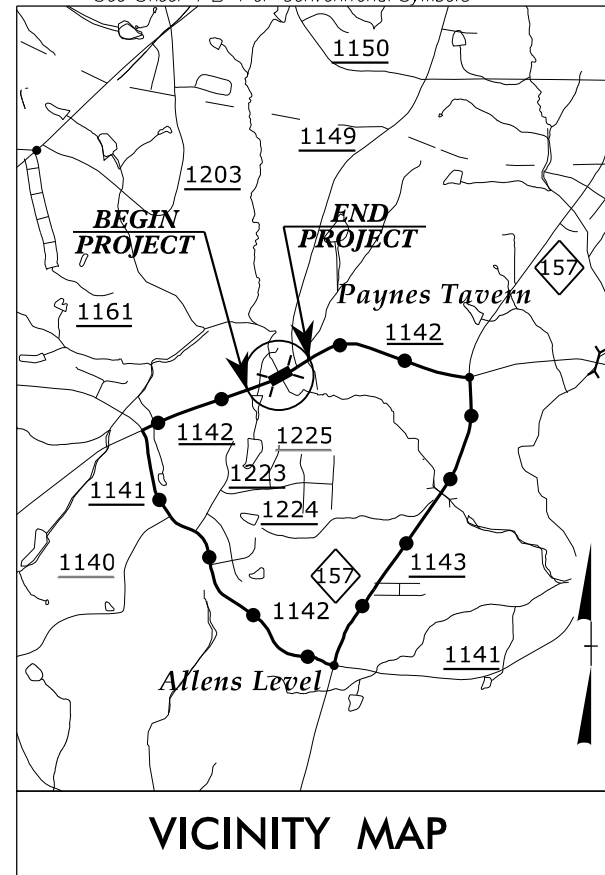 1150
1149
1203
BEGIN
PROJECT
END
PROJECT
157
Paynes Tavern
1161
1142
1142
1225
1223
1141
1224
1140
157
1143
1142
1141
Allens Level
VICINITY MAP